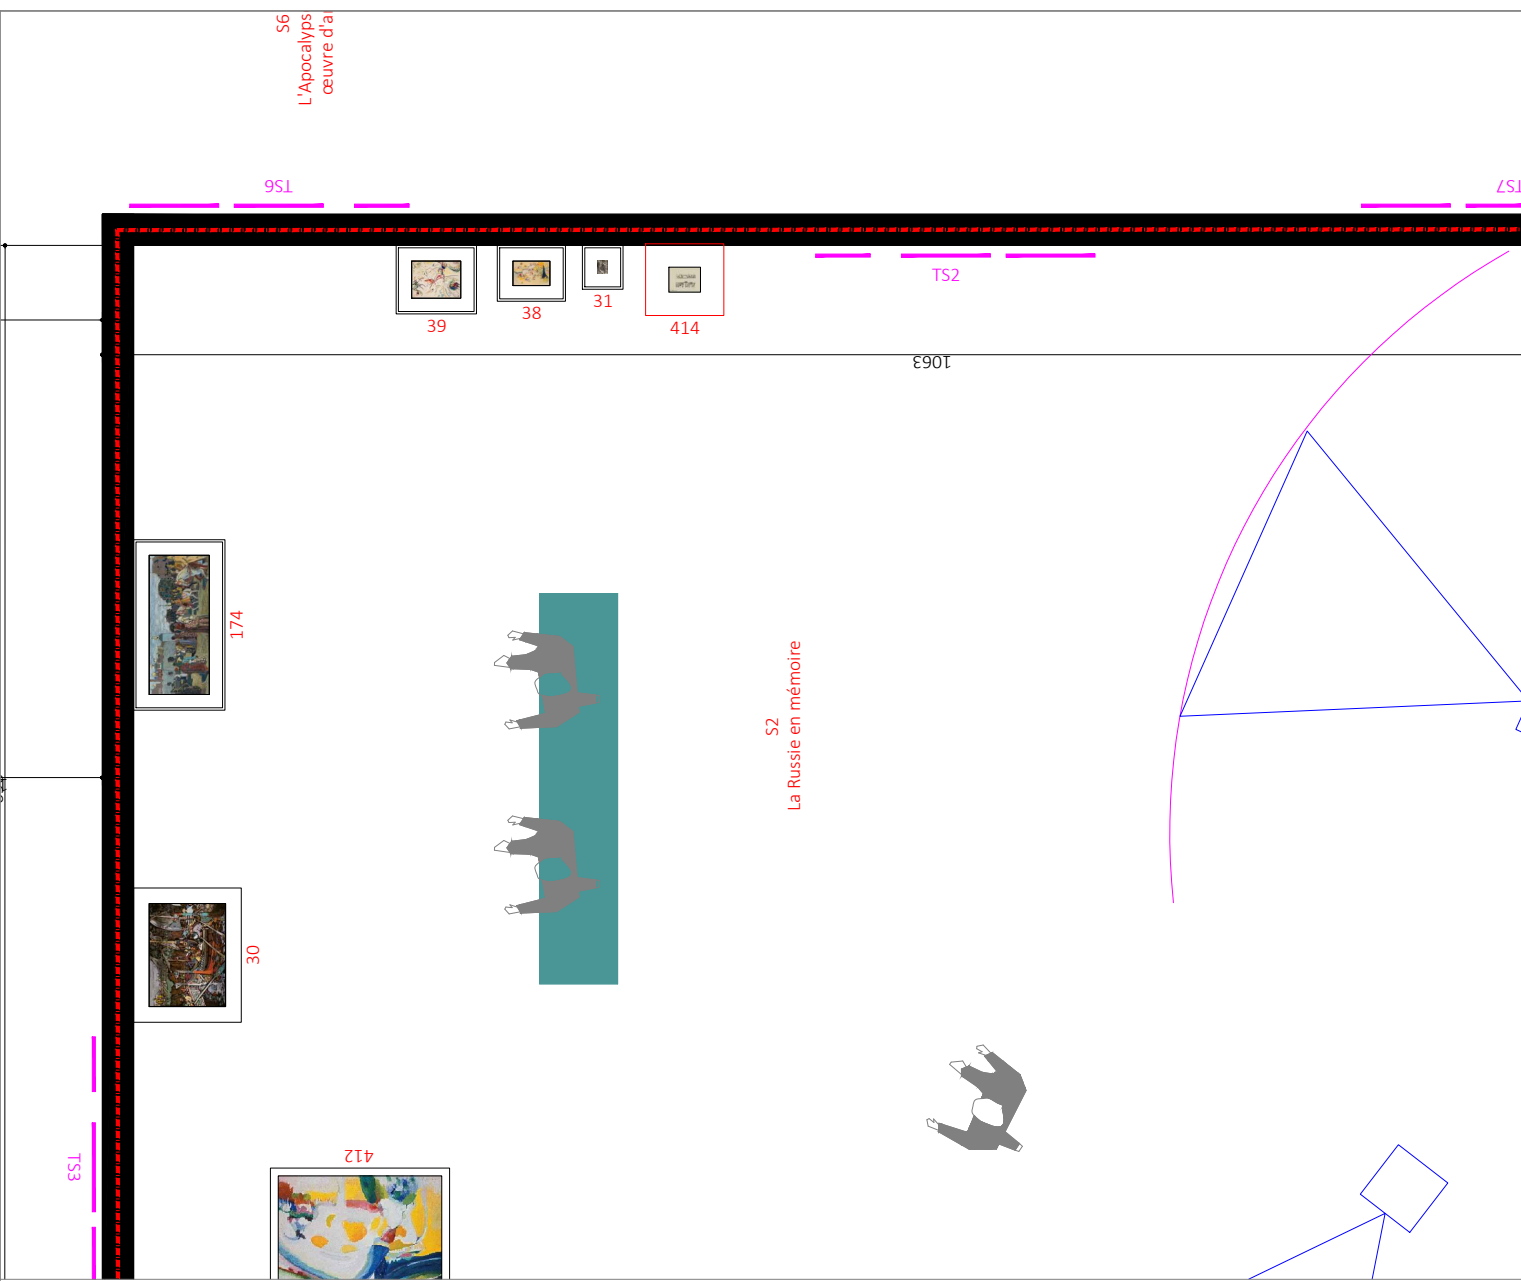 S6
L'Apocalyps
œuvre d'a
TS6
TS7
TS2
39
38
31
414
1063
174
S2
La Russie en mémoire
30
TS3
412